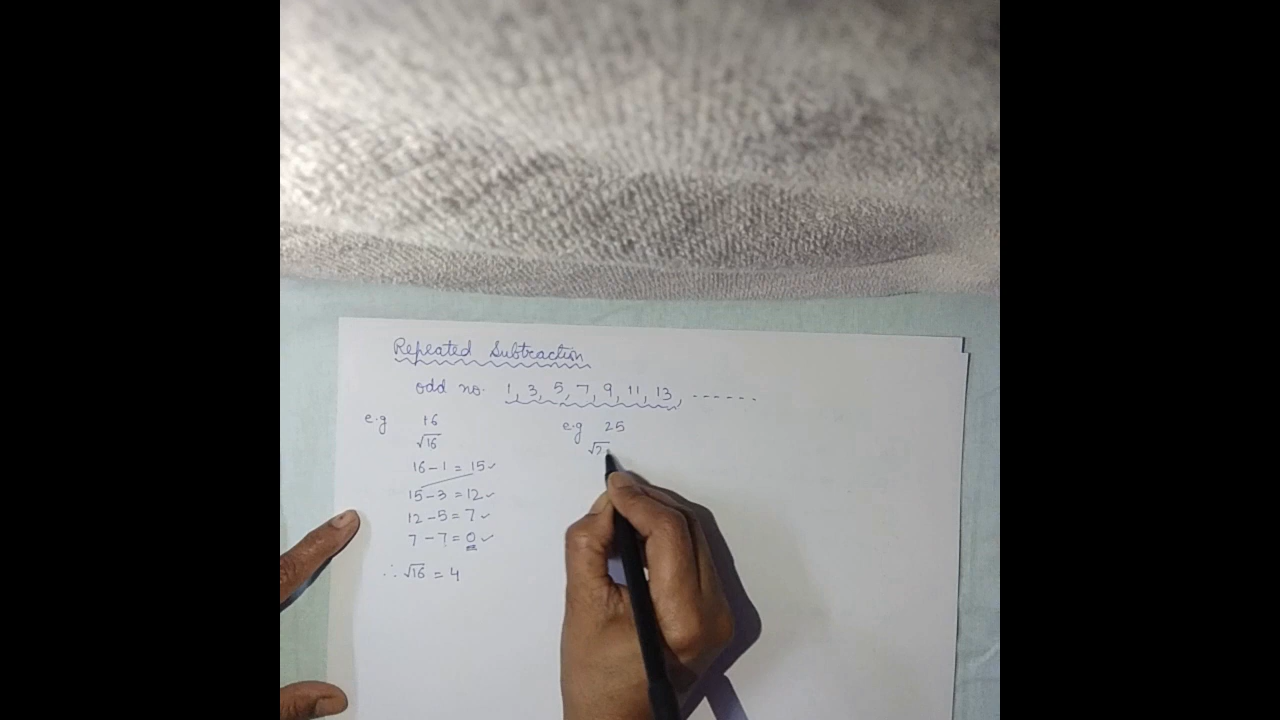 Repeated Subtraction
odd no. 1, 3, 5, 7, 9, 11, 13, ------
e.g 16
√16
16 - 1 = 15✓
15 - 3 = 12✓
12 - 5 = 7✓
7 - 7 = 0✓
∴ √16 = 4
e.g 25
√2